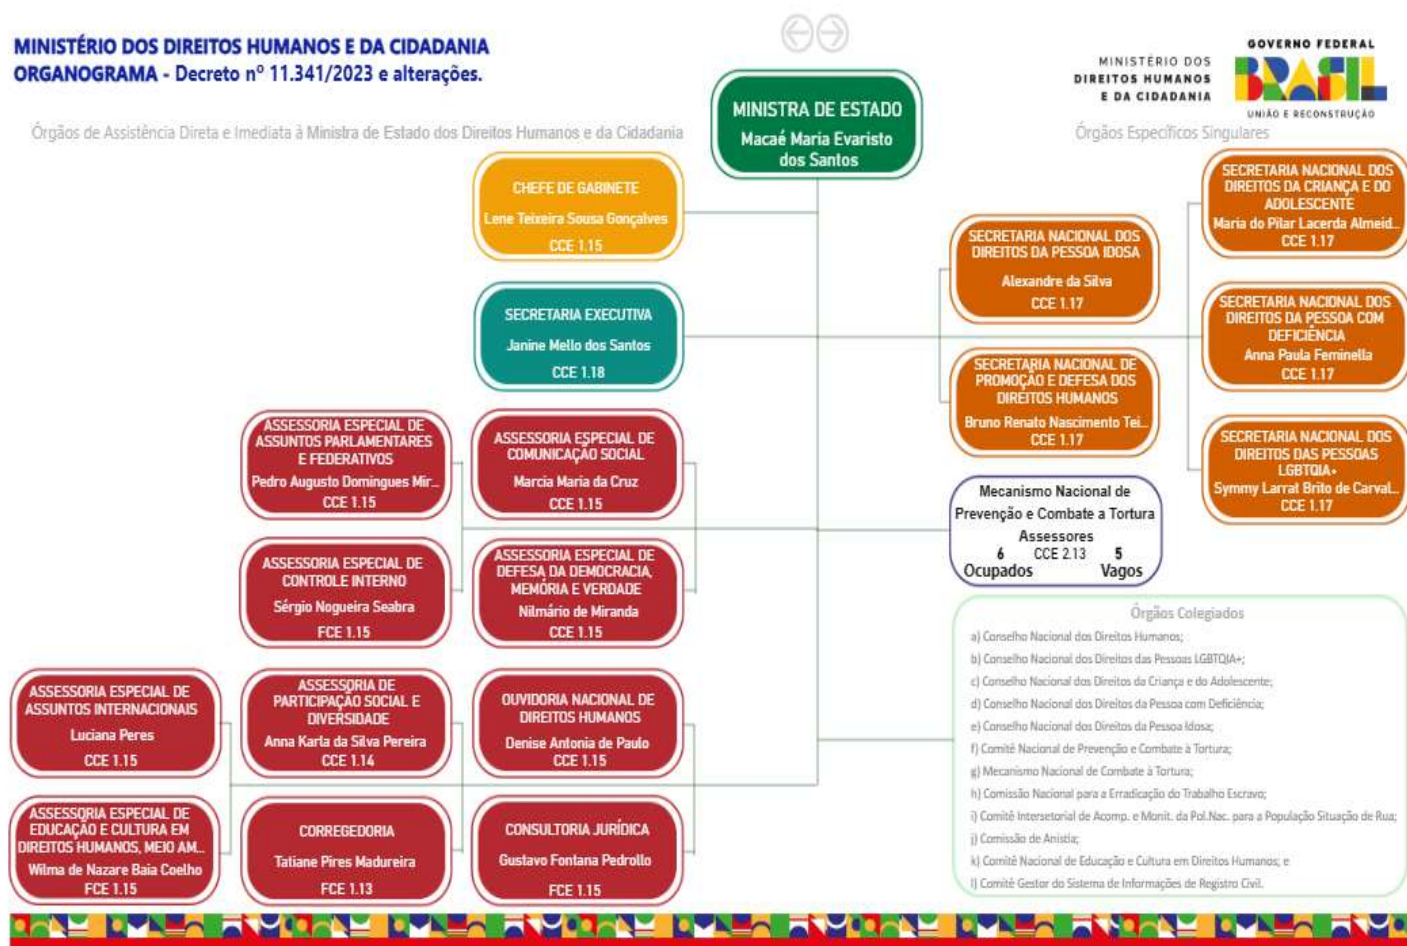 MINISTÉRIO DOS DIREITOS HUMANOS E DA CIDADANIA
ORGANOGRAMA - Decreto nº 11.341/2023 e alterações.
MINISTÉRIO DOS
DIREITOS HUMANOS
E DA CIDADANIA
GOVERNO FEDERAL
BRASIL
UNIÃO E RECONSTRUÇÃO
Órgãos de Assistência Direta e Imediata à Ministra de Estado dos Direitos Humanos e da Cidadania
MINISTRA DE ESTADO
Macaé Maria Evaristo
dos Santos
Órgãos Específicos Singulares
CHEFE DE GABINETE
Lene Teixeira Sousa Gonçalves
CCE 1.15
SECRETARIA EXECUTIVA
Janine Mello dos Santos
CCE 1.18
SECRETARIA NACIONAL DOS
DIREITOS DA PESSOA IDOSA
Alexandre da Silva
CCE 1.17
SECRETARIA NACIONAL DE
PROMOÇÃO E DEFESA DOS
DIREITOS HUMANOS
Bruno Renato Nascimento Tei...
CCE 1.17
SECRETARIA NACIONAL DOS
DIREITOS DA CRIANÇA E DO
ADOLESCENTE
Maria do Pilar Lacerda Almeid...
CCE 1.17
SECRETARIA NACIONAL DOS
DIREITOS DA PESSOA COM
DEFICIÊNCIA
Anna Paula Feminella
CCE 1.17
SECRETARIA NACIONAL DOS
DIREITOS DAS PESSOAS
LGBTQIA+
Symmy Larrat Brito de Carval...
CCE 1.17
ASSESSORIA ESPECIAL DE
ASSUNTOS PARLAMENTARES
E FEDERATIVOS
Pedro Augusto Domingues Mir...
CCE 1.15
ASSESSORIA ESPECIAL DE
COMUNICAÇÃO SOCIAL
Marcia Maria da Cruz
CCE 1.15
ASSESSORIA ESPECIAL DE
CONTROLE INTERNO
Sérgio Nogueira Seabra
FCE 1.15
ASSESSORIA ESPECIAL DE
DEFESA DA DEMOCRACIA,
MEMÓRIA E VERDADE
Nilmário de Miranda
CCE 1.15
Mecanismo Nacional de
Prevenção e Combate a Tortura
Assessores
6 CCE 2.13 5
Ocupados Vagos
ASSESSORIA ESPECIAL DE
ASSUNTOS INTERNACIONAIS
Luciana Peres
CCE 1.15
ASSESSORIA DE
PARTICIPAÇÃO SOCIAL E
DIVERSIDADE
Anna Karla da Silva Pereira
CCE 1.14
OUVIDORIA NACIONAL DE
DIREITOS HUMANOS
Denise Antonia de Paulo
CCE 1.15
ASSESSORIA ESPECIAL DE
EDUCAÇÃO E CULTURA EM
DIREITOS HUMANOS, MEIO AM...
Wilma de Nazare Baia Coelho
FCE 1.15
CORREGEDORIA
Tatiane Pires Madureira
FCE 1.13
CONSULTORIA JURÍDICA
Gustavo Fontana Pedrollo
FCE 1.15
Órgãos Colegiados
a) Conselho Nacional dos Direitos Humanos;
b) Conselho Nacional dos Direitos das Pessoas LGBTQIA+;
c) Conselho Nacional dos Direitos da Criança e do Adolescente;
d) Conselho Nacional dos Direitos da Pessoa com Deficiência;
e) Conselho Nacional dos Direitos da Pessoa Idosa;
f) Comitê Nacional de Prevenção e Combate à Tortura;
g) Mecanismo Nacional de Combate à Tortura;
h) Comissão Nacional para a Erradicação do Trabalho Escravo;
i) Comitê Intersetorial de Acomp. e Monit. da Pol.Nac. para a População Situação de Rua;
j) Comissão de Anistia;
k) Comitê Nacional de Educação e Cultura em Direitos Humanos; e
l) Comitê Gestor do Sistema de Informações de Registro Civil.